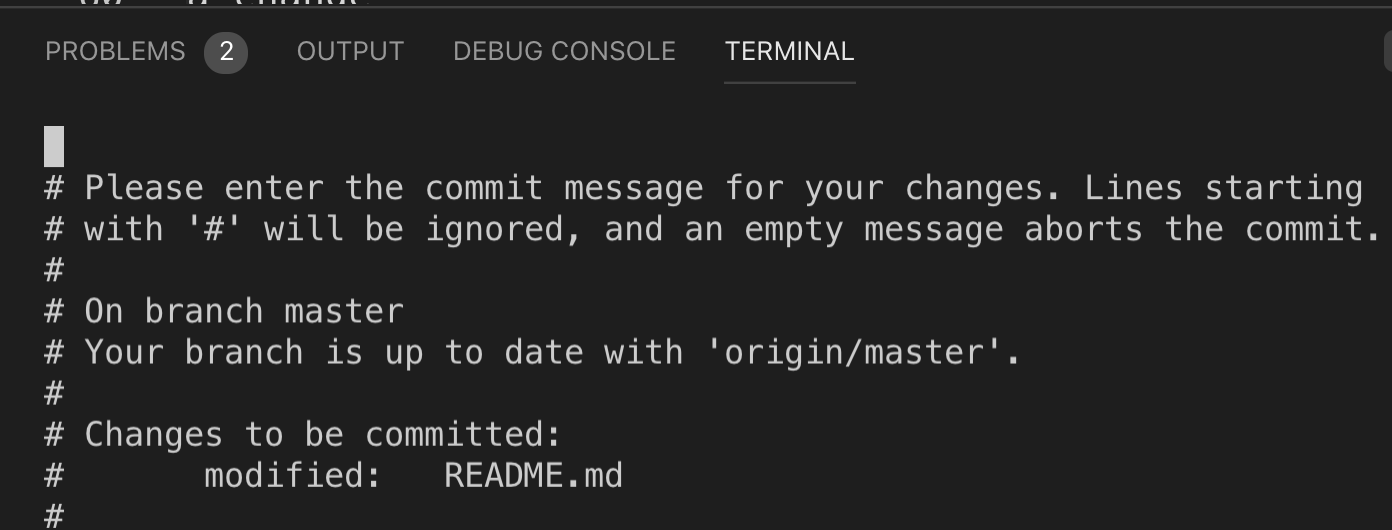 PROBLEMS 2 OUTPUT DEBUG CONSOLE TERMINAL
# Please enter the commit message for your changes. Lines starting
# with '#' will be ignored, and an empty message aborts the commit.
#
# On branch master
# Your branch is up to date with 'origin/master'.
#
# Changes to be committed:
#       modified:   README.md
#